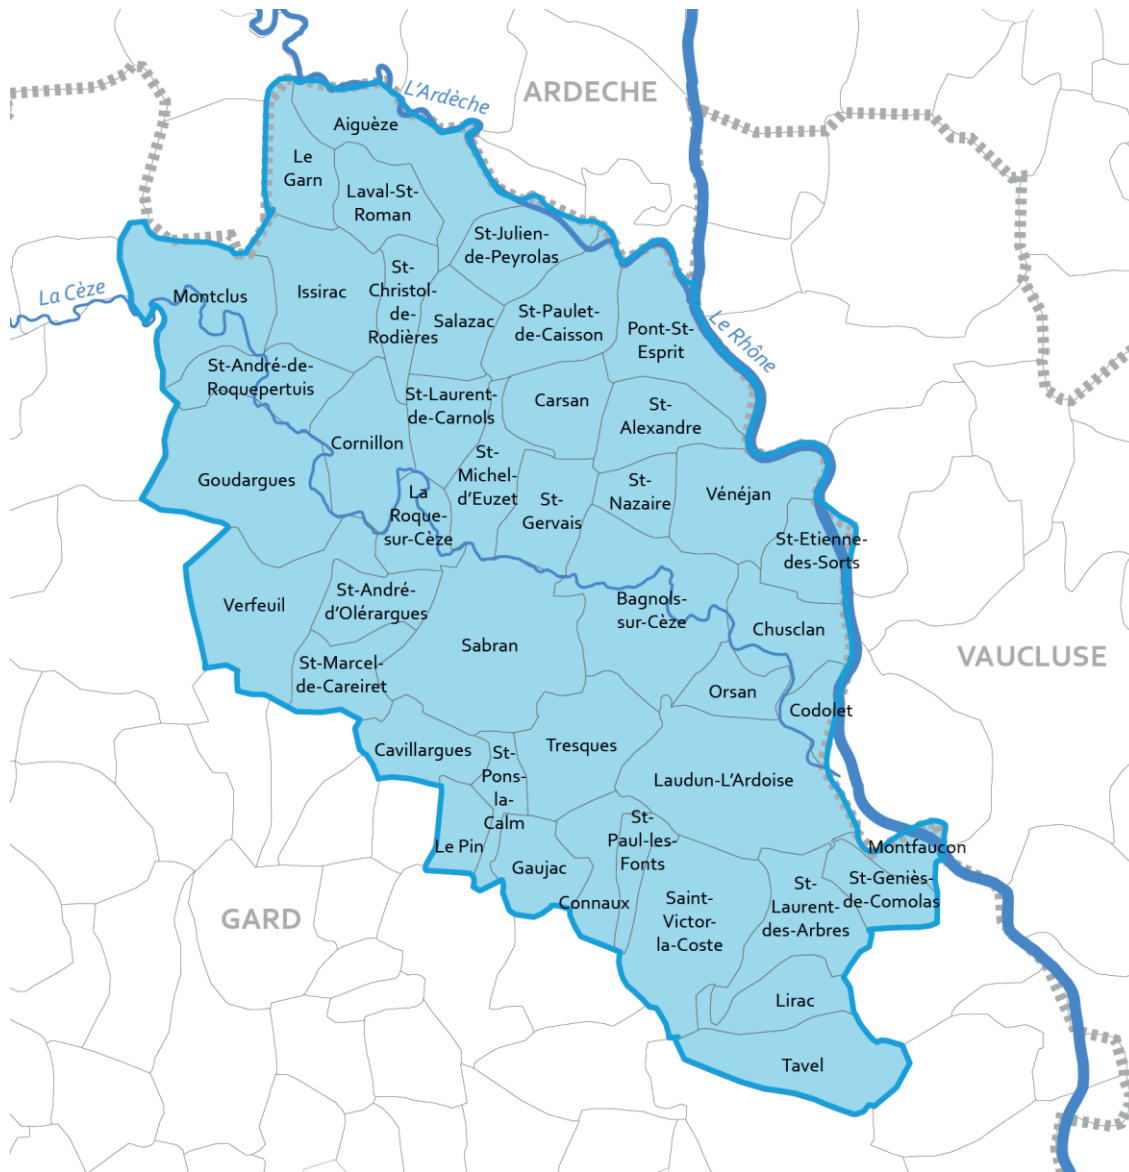 ARDECHE
L'Ardèche
Aiguèze
Le
Garn
Laval-St-
Roman
St-Julien-
de-Peyrolas
La Cèze
Montclus
Issirac
St-
Christol-
de-
Rodières
Salazac
St-Paulet-
de-Caisson
Pont-St-
Esprit
Le Rhône
St-André-de-
Roquepertuis
St-Laurent-
de-Carnols
Carsan
St-
Alexandre
Cornillon
Goudargues
St-
Michel-
d'Euzet
La
Roque-
sur-Cèze
St-
Gervais
St-
Nazaire
Vénéjan
St-Etienne-
des-Sorts
Verfeuil
St-André-
d'Olérargues
Sabran
Bagnols-
sur-Cèze
Chusclan
VAUCLUSE
St-Marcel-
de-Careiret
Orsan
Codolet
Cavillargues
St-
Pons-
la-
Calm
Tresques
Laudun-L'Ardoise
Le Pin
Gaujac
St-
Paul-les-
Fonts
Montfaucon
St-Geniès-
de-Comolas
Connaux
Saint-
Victor-
la-Coste
St-
Laurent-
des-Arbres
GARD
Lirac
Tavel